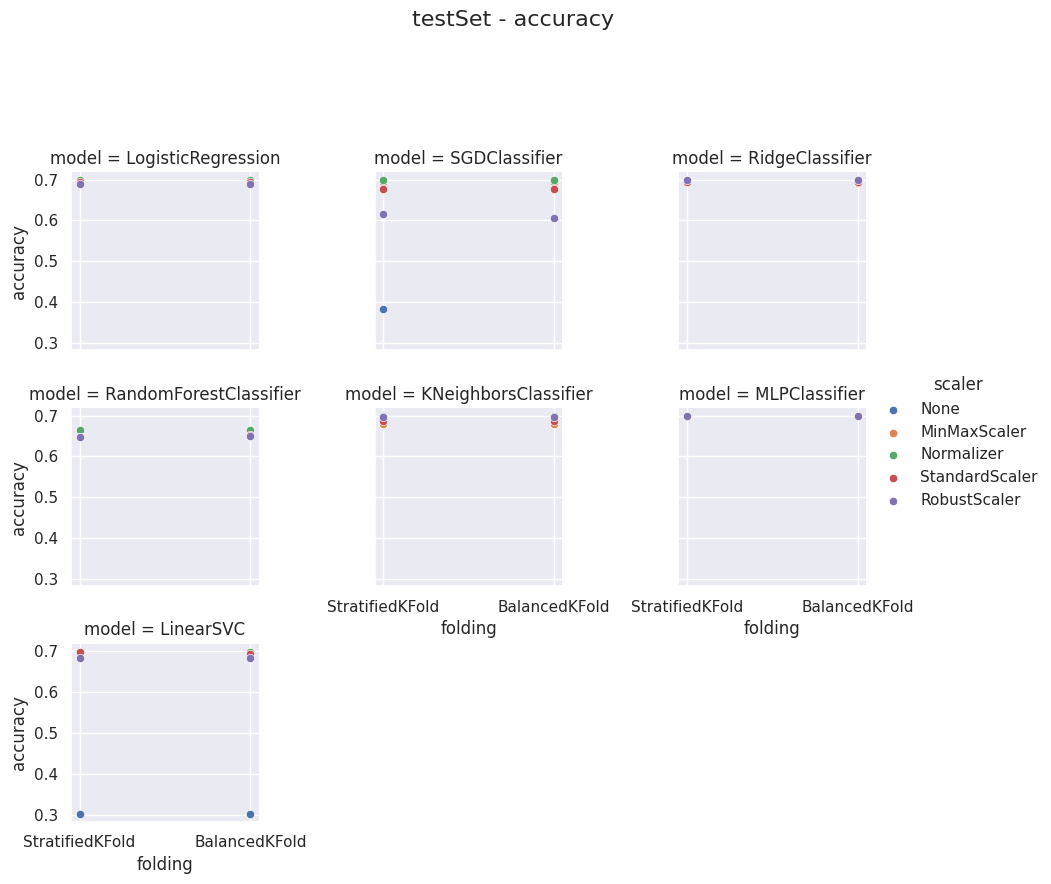 testSet - accuracy
model = LogisticRegression
model = SGDClassifier
model = RidgeClassifier
0.7
0.6
0.5
0.4
0.3
accuracy
model = RandomForestClassifier
model = KNeighborsClassifier
model = MLPClassifier
0.7
0.6
0.5
0.4
0.3
accuracy
StratifiedKFold
BalancedKFold
folding
StratifiedKFold
BalancedKFold
folding
scaler
None
MinMaxScaler
Normalizer
StandardScaler
RobustScaler
model = LinearSVC
0.7
0.6
0.5
0.4
0.3
accuracy
StratifiedKFold
BalancedKFold
folding